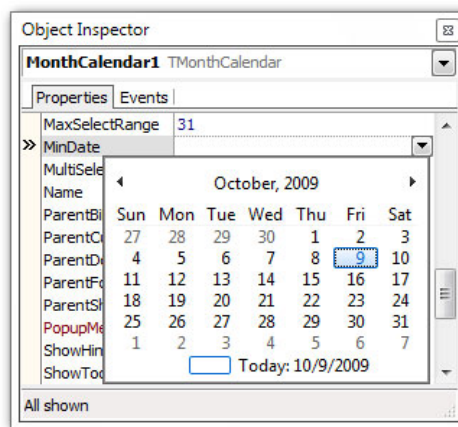 Object Inspector
MonthCalendar1 TMonthCalendar
Properties Events
MaxSelectRange 31
MinDate
MultiSele
Name
ParentBi
ParentCu
ParentDo
ParentFo
ParentSh
PopupMe
ShowHin
ShowToo
October, 2009
Sun Mon Tue Wed Thu Fri Sat
27 28 29 30 1 2 3
4 5 6 7 8 9 10
11 12 13 14 15 16 17
18 19 20 21 22 23 24
25 26 27 28 29 30 31
1 2 3 4 5 6 7
Today: 10/9/2009
All shown